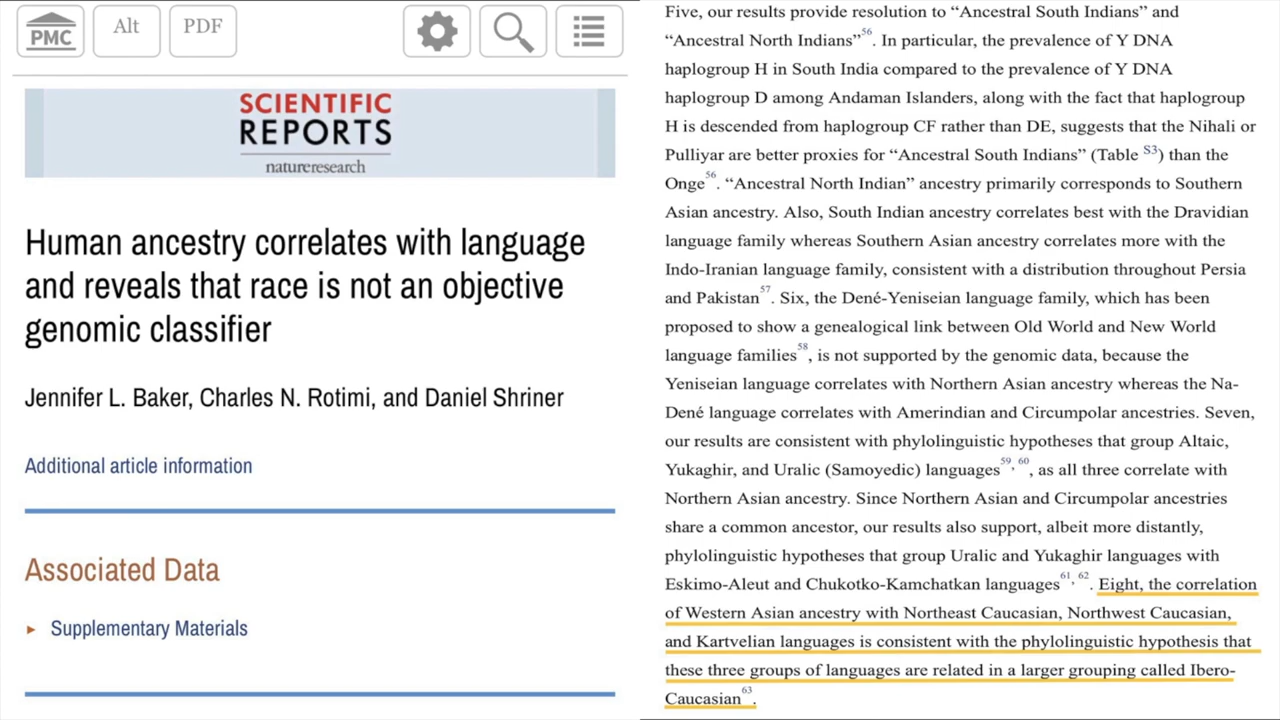 PMC
Alt
PDF
SCIENTIFIC
REPORTS
natureresearch
Human ancestry correlates with language
and reveals that race is not an objective
genomic classifier
Jennifer L. Baker, Charles N. Rotimi, and Daniel Shriner
Additional article information
Associated Data
Supplementary Materials
Five, our results provide resolution to “Ancestral South Indians” and
“Ancestral North Indians”56. In particular, the prevalence of Y DNA
haplogroup H in South India compared to the prevalence of Y DNA
haplogroup D among Andaman Islanders, along with the fact that haplogroup
H is descended from haplogroup CF rather than DE, suggests that the Nihali or
Pulliyar are better proxies for “Ancestral South Indians” (Table S3) than the
Onge56. “Ancestral North Indian” ancestry primarily corresponds to Southern
Asian ancestry. Also, South Indian ancestry correlates best with the Dravidian
language family whereas Southern Asian ancestry correlates more with the
Indo-Iranian language family, consistent with a distribution throughout Persia
and Pakistan57. Six, the Dené-Yeniseian language family, which has been
proposed to show a genealogical link between Old World and New World
language families58, is not supported by the genomic data, because the
Yeniseian language correlates with Northern Asian ancestry whereas the Na-
Dené language correlates with Amerindian and Circumpolar ancestries. Seven,
our results are consistent with phylolinguistic hypotheses that group Altaic,
Yukaghir, and Uralic (Samoyedic) languages59, 60, as all three correlate with
Northern Asian ancestry. Since Northern Asian and Circumpolar ancestries
share a common ancestor, our results also support, albeit more distantly,
phylolinguistic hypotheses that group Uralic and Yukaghir languages with
Eskimo-Aleut and Chukotko-Kamchatkan languages61, 62. Eight, the correlation
of Western Asian ancestry with Northeast Caucasian, Northwest Caucasian,
and Kartvelian languages is consistent with the phylolinguistic hypothesis that
these three groups of languages are related in a larger grouping called Ibero-
Caucasian63.